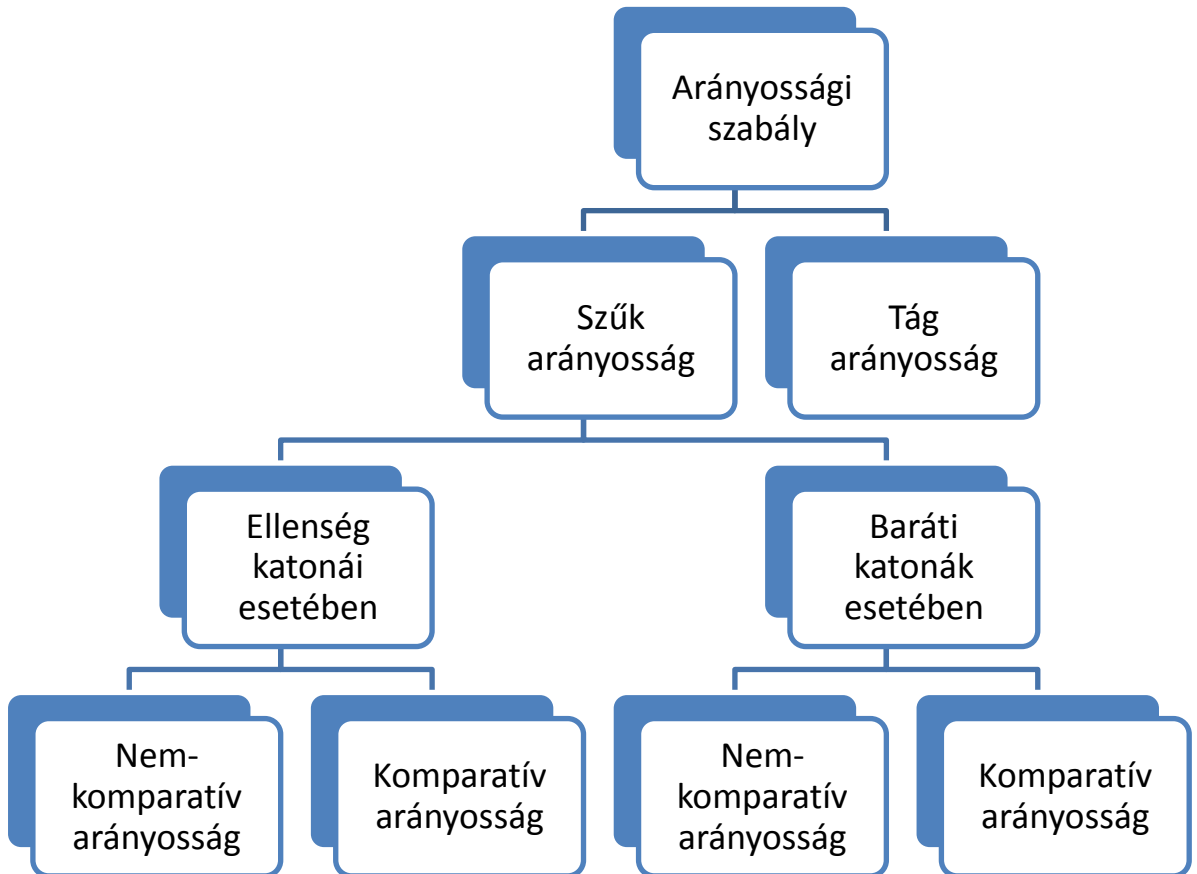 Arányossági
szabály
Szűk
arányosság
Tág
arányosság
Ellenség
katonái
esetében
Baráti
katonák
esetében
Nem-
komparatív
arányosság
Komparatív
arányosság
Nem-
komparatív
arányosság
Komparatív
arányosság